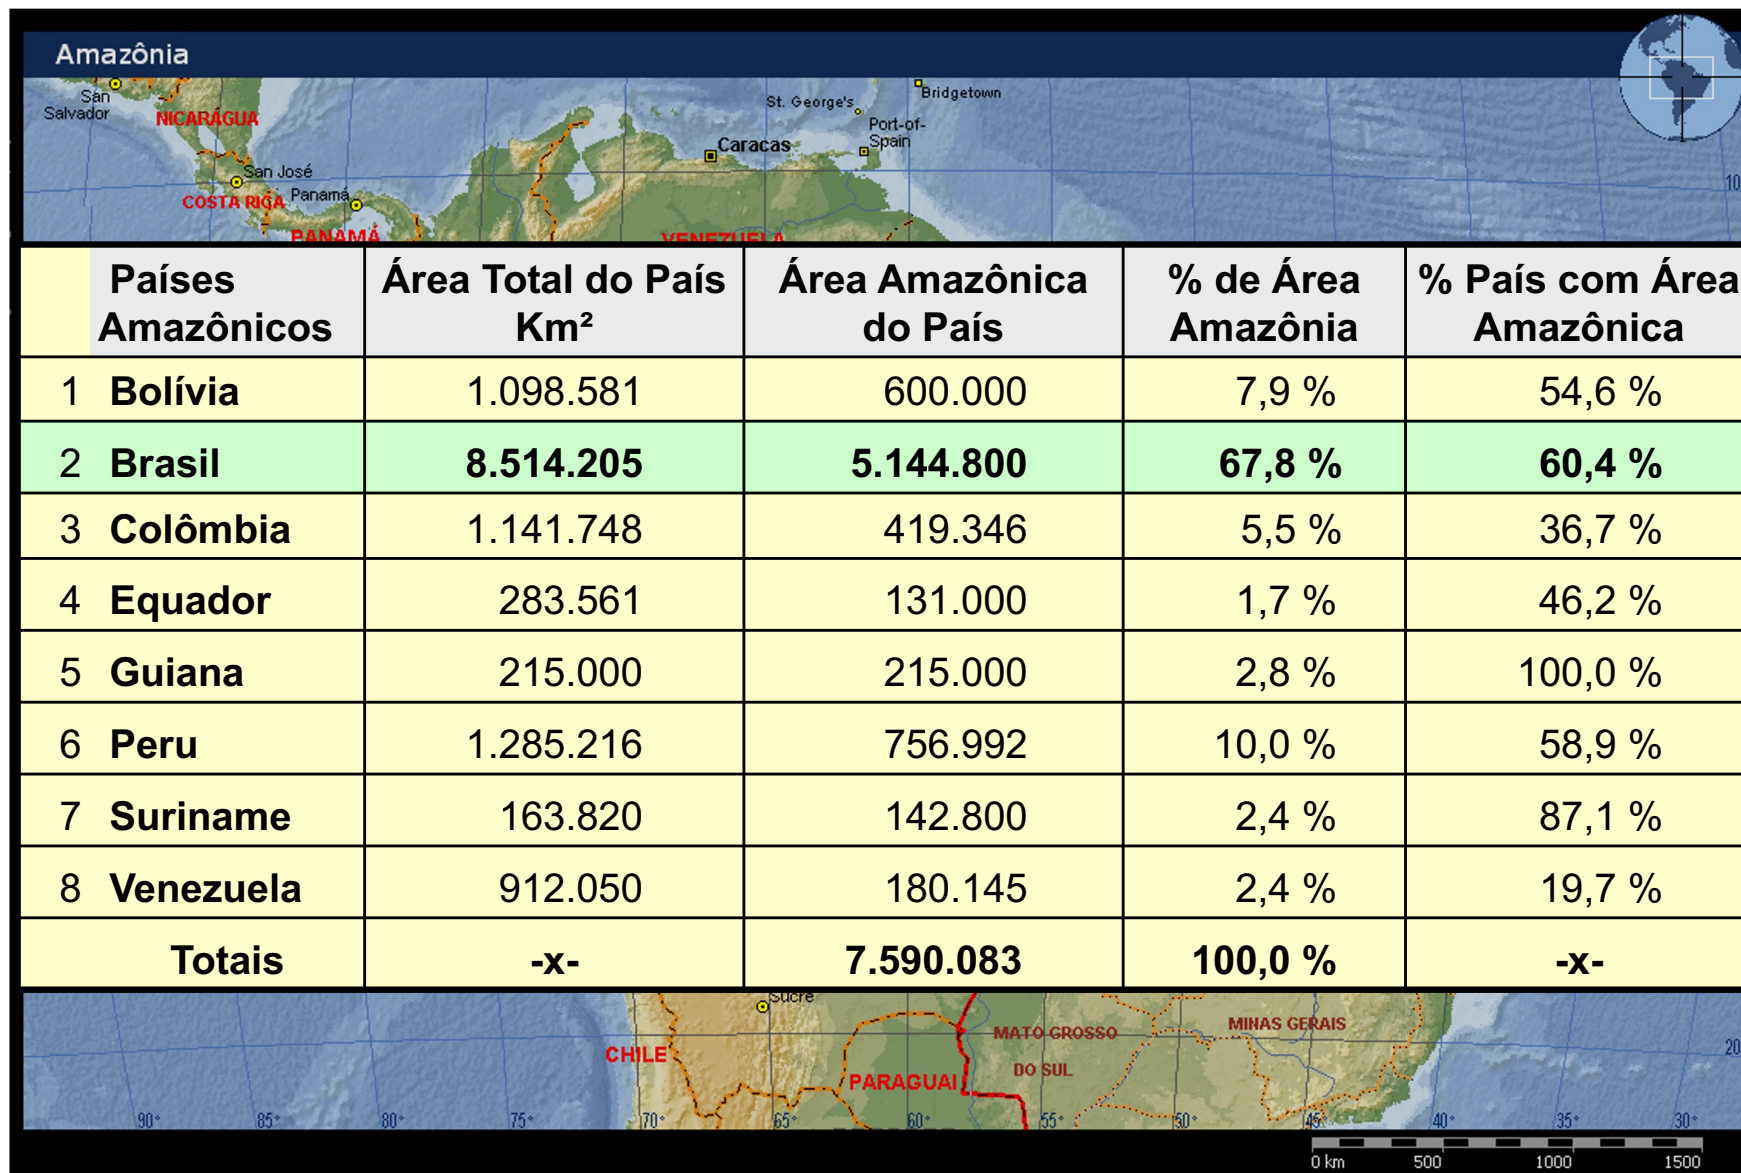 Amazônia
San
Salvador
NICARÁGUA
San José
COSTA RICA
Panamá
PANAMÁ
St. George's
Bridgetown
Port-of-
Spain
Caracas
VENEZUELA
10
Países Amazônicos | Área Total do País Km² | Área Amazônica do País | % de Área Amazônia | % País com Área Amazônica
1 Bolívia 1.098.581 600.000 7,9 % 54,6 %
2 Brasil 8.514.205 5.144.800 67,8 % 60,4 %
3 Colômbia 1.141.748 419.346 5,5 % 36,7 %
4 Equador 283.561 131.000 1,7 % 46,2 %
5 Guiana 215.000 215.000 2,8 % 100,0 %
6 Peru 1.285.216 756.992 10,0 % 58,9 %
7 Suriname 163.820 142.800 2,4 % 87,1 %
8 Venezuela 912.050 180.145 2,4 % 19,7 %
Totais -x- 7.590.083 100,0 % -x-
Sucre
MATO GROSSO
DO SUL
MINAS GERAIS
CHILE
PARAGUAI
20
90° 85° 80° 75° 70° 65° 60° 55° 50° 45° 40° 35° 30°
0 km 500 1000 1500